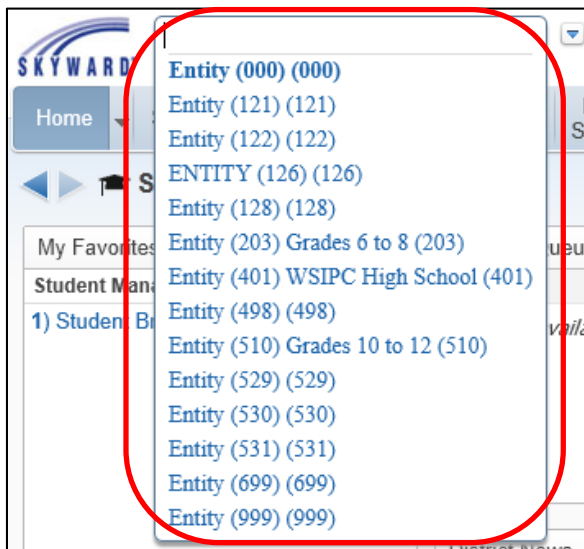 SKYWARD
Entity (000) (000)
Entity (121) (121)
Home
Entity (122) (122)
ENTITY (126) (126)
Entity (128) (128)
My Favorites
Entity (203) Grades 6 to 8 (203)
Entity (401) WSIPC High School (401)
1) Student
Entity (498) (498)
Entity (510) Grades 10 to 12 (510)
Entity (529) (529)
Entity (530) (530)
Entity (531) (531)
Entity (699) (699)
Entity (999) (999)